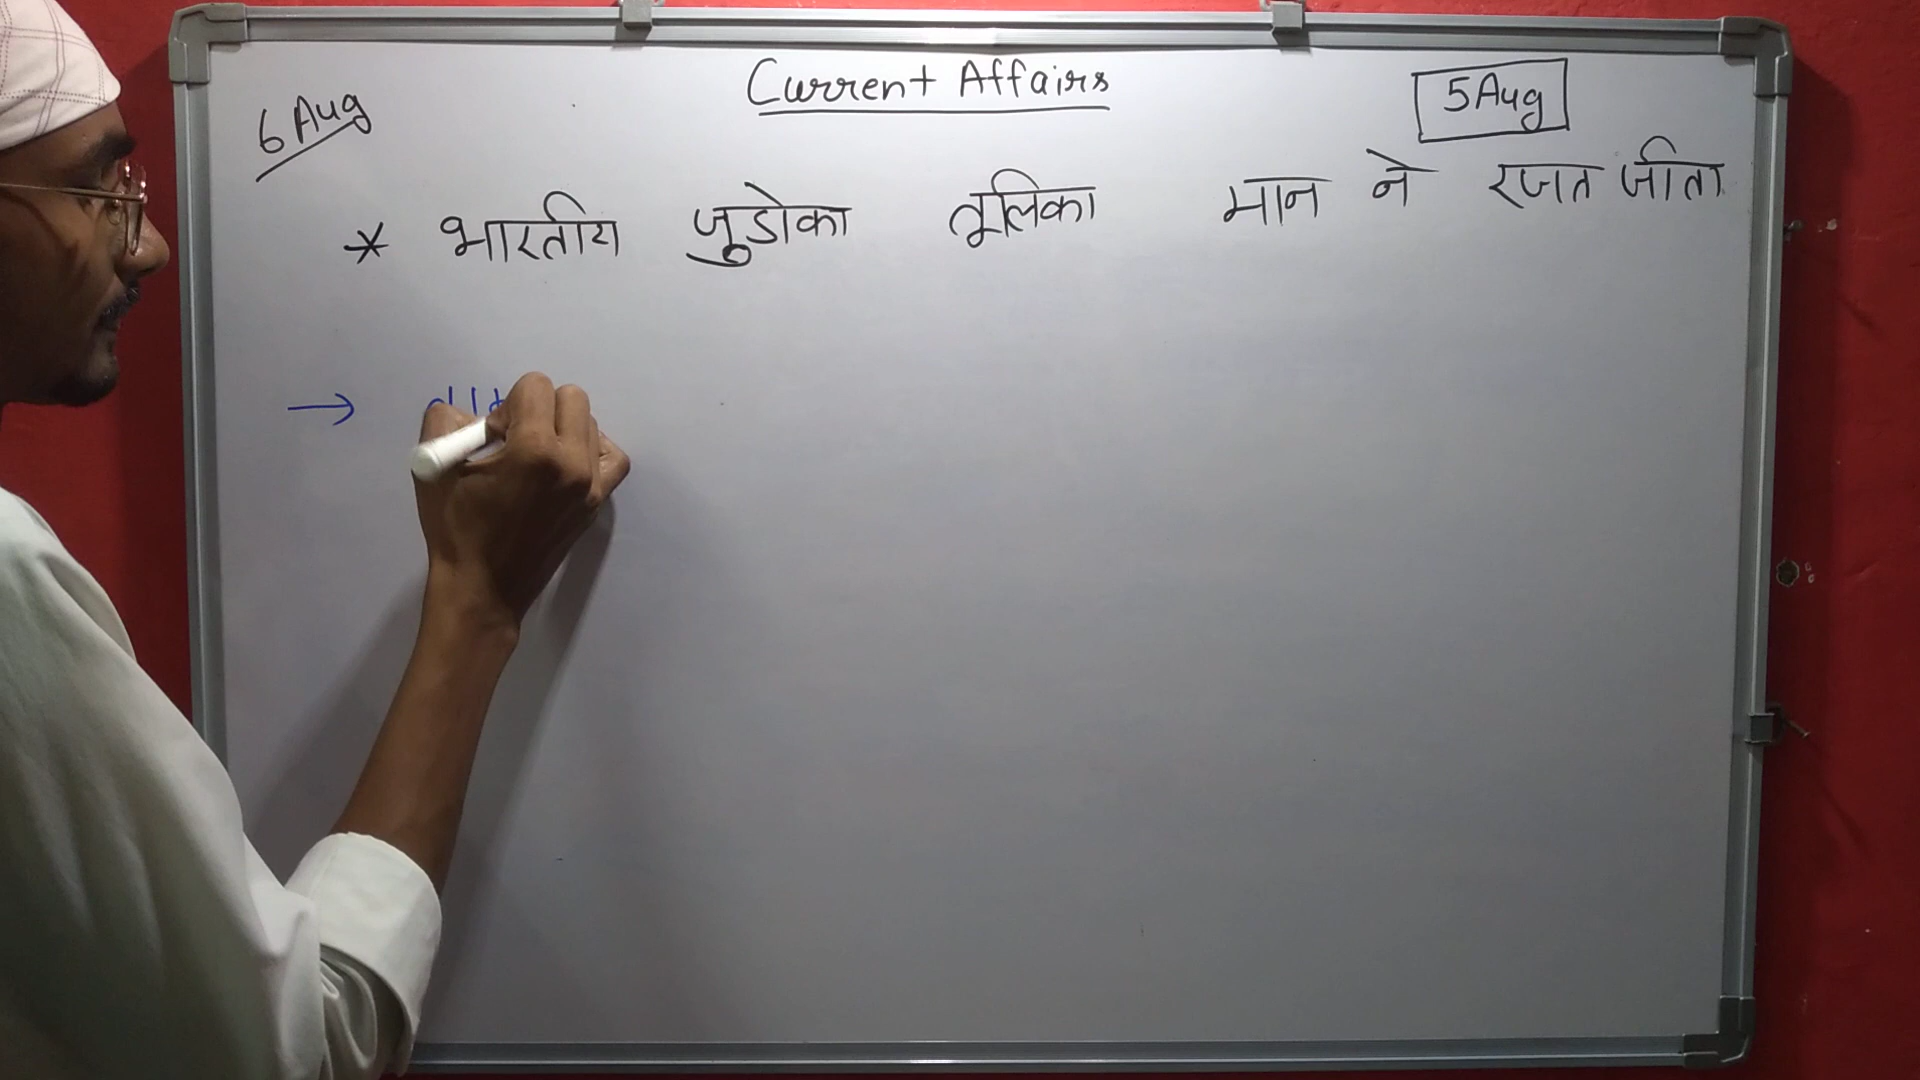 Current Affairs
6 Aug
5 Aug
* भारतीय जुडोका तूलिका मान ने रजत जीता
→